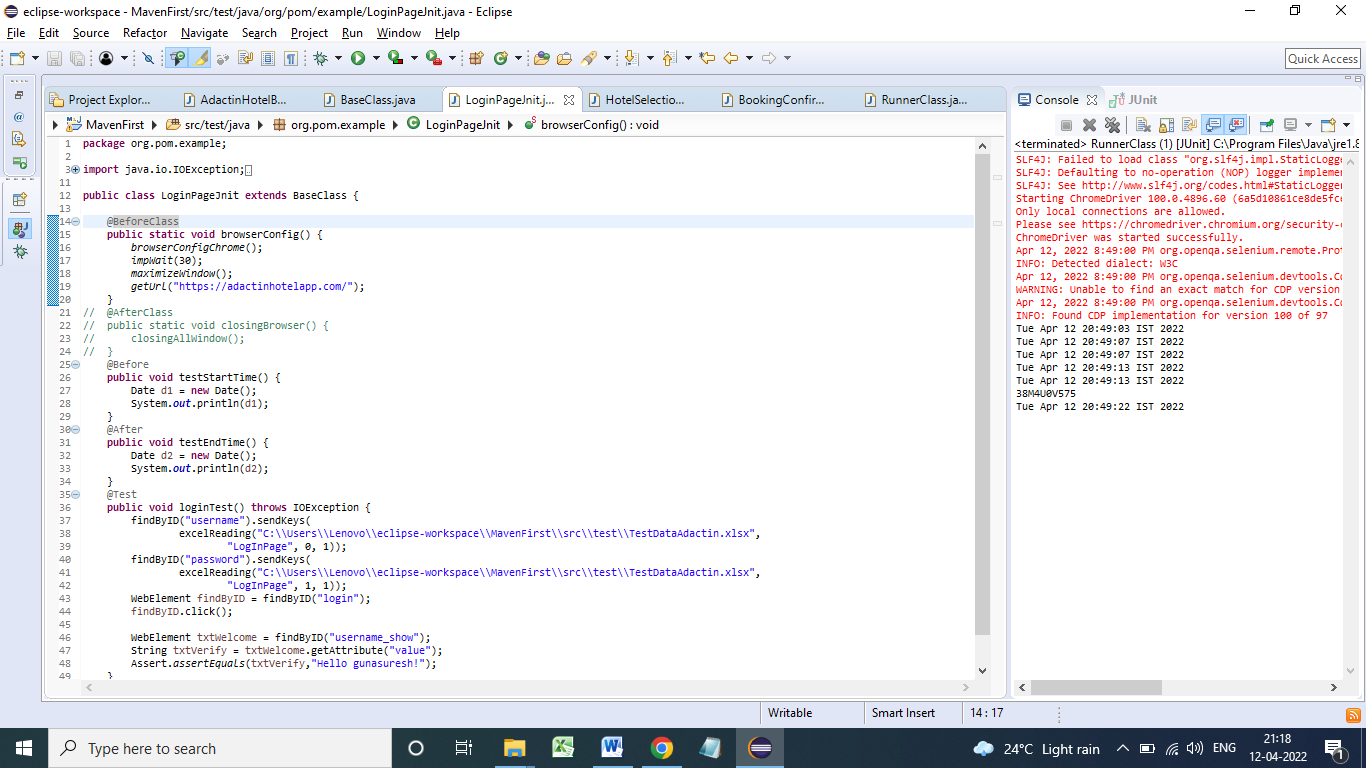 eclipse-workspace - MavenFirst/src/test/java/org/pom/example/LoginPageJnit.java - Eclipse
File Edit Source Refactor Navigate Search Project Run Window Help
Quick Access
Project Explor... AdactinHotelB... BaseClass.java LoginPageJnit.j... HotelSelectio... BookingConfir... RunnerClass.ja...
MavenFirst src/test/java org.pom.example LoginPageJnit browserConfig() : void
1 package org.pom.example;
2
3 import java.io.IOException;
11
12 public class LoginPageJnit extends BaseClass {
13
14 @BeforeClass
15 public static void browserConfig() {
16 browserConfigChrome();
17 impWait(30);
18 maximizeWindow();
19 getUrl("https://adactinhotelapp.com/");
20 }
21 // @AfterClass
22 // public static void closingBrowser() {
23 // closingAllWindow();
24 // }
25 @Before
26 public void testStartTime() {
27 Date d1 = new Date();
28 System.out.println(d1);
29 }
30 @After
31 public void testEndTime() {
32 Date d2 = new Date();
33 System.out.println(d2);
34 }
35 @Test
36 public void loginTest() throws IOException {
37 findByID("username").sendKeys(
38 excelReading("C:\\Users\\Lenovo\\eclipse-workspace\\MavenFirst\\src\\test\\TestDataAdactin.xlsx",
39 "LogInPage", 0, 1));
40 findByID("password").sendKeys(
41 excelReading("C:\\Users\\Lenovo\\eclipse-workspace\\MavenFirst\\src\\test\\TestDataAdactin.xlsx",
42 "LogInPage", 1, 1));
43 WebElement findByID = findByID("login");
44 findByID.click();
45
46 WebElement txtWelcome = findByID("username_show");
47 String txtVerify = txtWelcome.getAttribute("value");
48 Assert.assertEquals(txtVerify,"Hello gunasuresh!");
49 }
Console JUnit
<terminated> RunnerClass (1) [JUnit] C:\Program Files\Java\jre1.8
SLF4J: Failed to load class "org.slf4j.impl.StaticLogge
SLF4J: Defaulting to no-operation (NOP) logger implemen
SLF4J: See http://www.slf4j.org/codes.html#StaticLogger
Starting ChromeDriver 100.0.4896.60 (6a5d10861ce8de5fce
Only local connections are allowed.
Please see https://chromedriver.chromium.org/security-c
ChromeDriver was started successfully.
Apr 12, 2022 8:49:00 PM org.openqa.selenium.remote.Prot
INFO: Detected dialect: W3C
Apr 12, 2022 8:49:00 PM org.openqa.selenium.devtools.Cd
WARNING: Unable to find an exact match for CDP version
Apr 12, 2022 8:49:00 PM org.openqa.selenium.devtools.Cd
INFO: Found CDP implementation for version 100 of 97
Tue Apr 12 20:49:03 IST 2022
Tue Apr 12 20:49:07 IST 2022
Tue Apr 12 20:49:07 IST 2022
Tue Apr 12 20:49:13 IST 2022
Tue Apr 12 20:49:13 IST 2022
38M4U0V575
Tue Apr 12 20:49:22 IST 2022
Writable Smart Insert 14 : 17
Type here to search
24°C Light rain ENG 21:18
12-04-2022
1